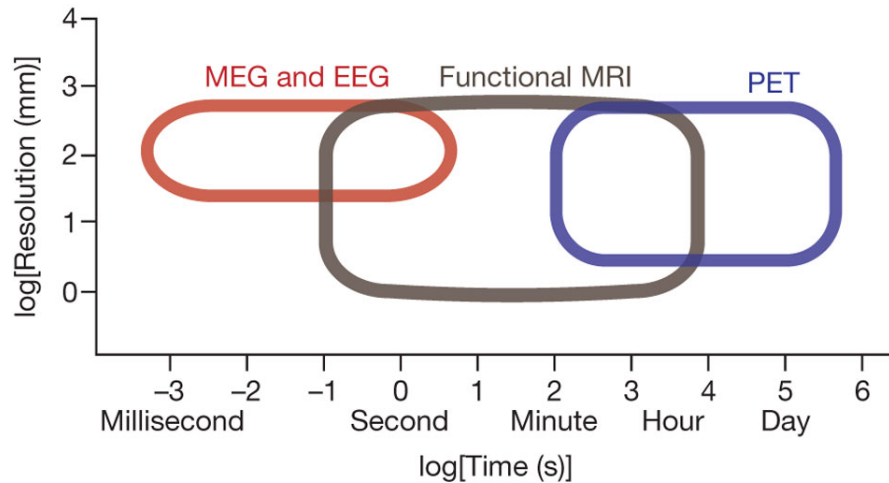 MEG and EEG
Functional MRI
PET
log[Resolution (mm)]
4
3
2
1
0
–3
–2
–1
0
1
2
3
4
5
6
Millisecond
Second
Minute
Hour
Day
log[Time (s)]